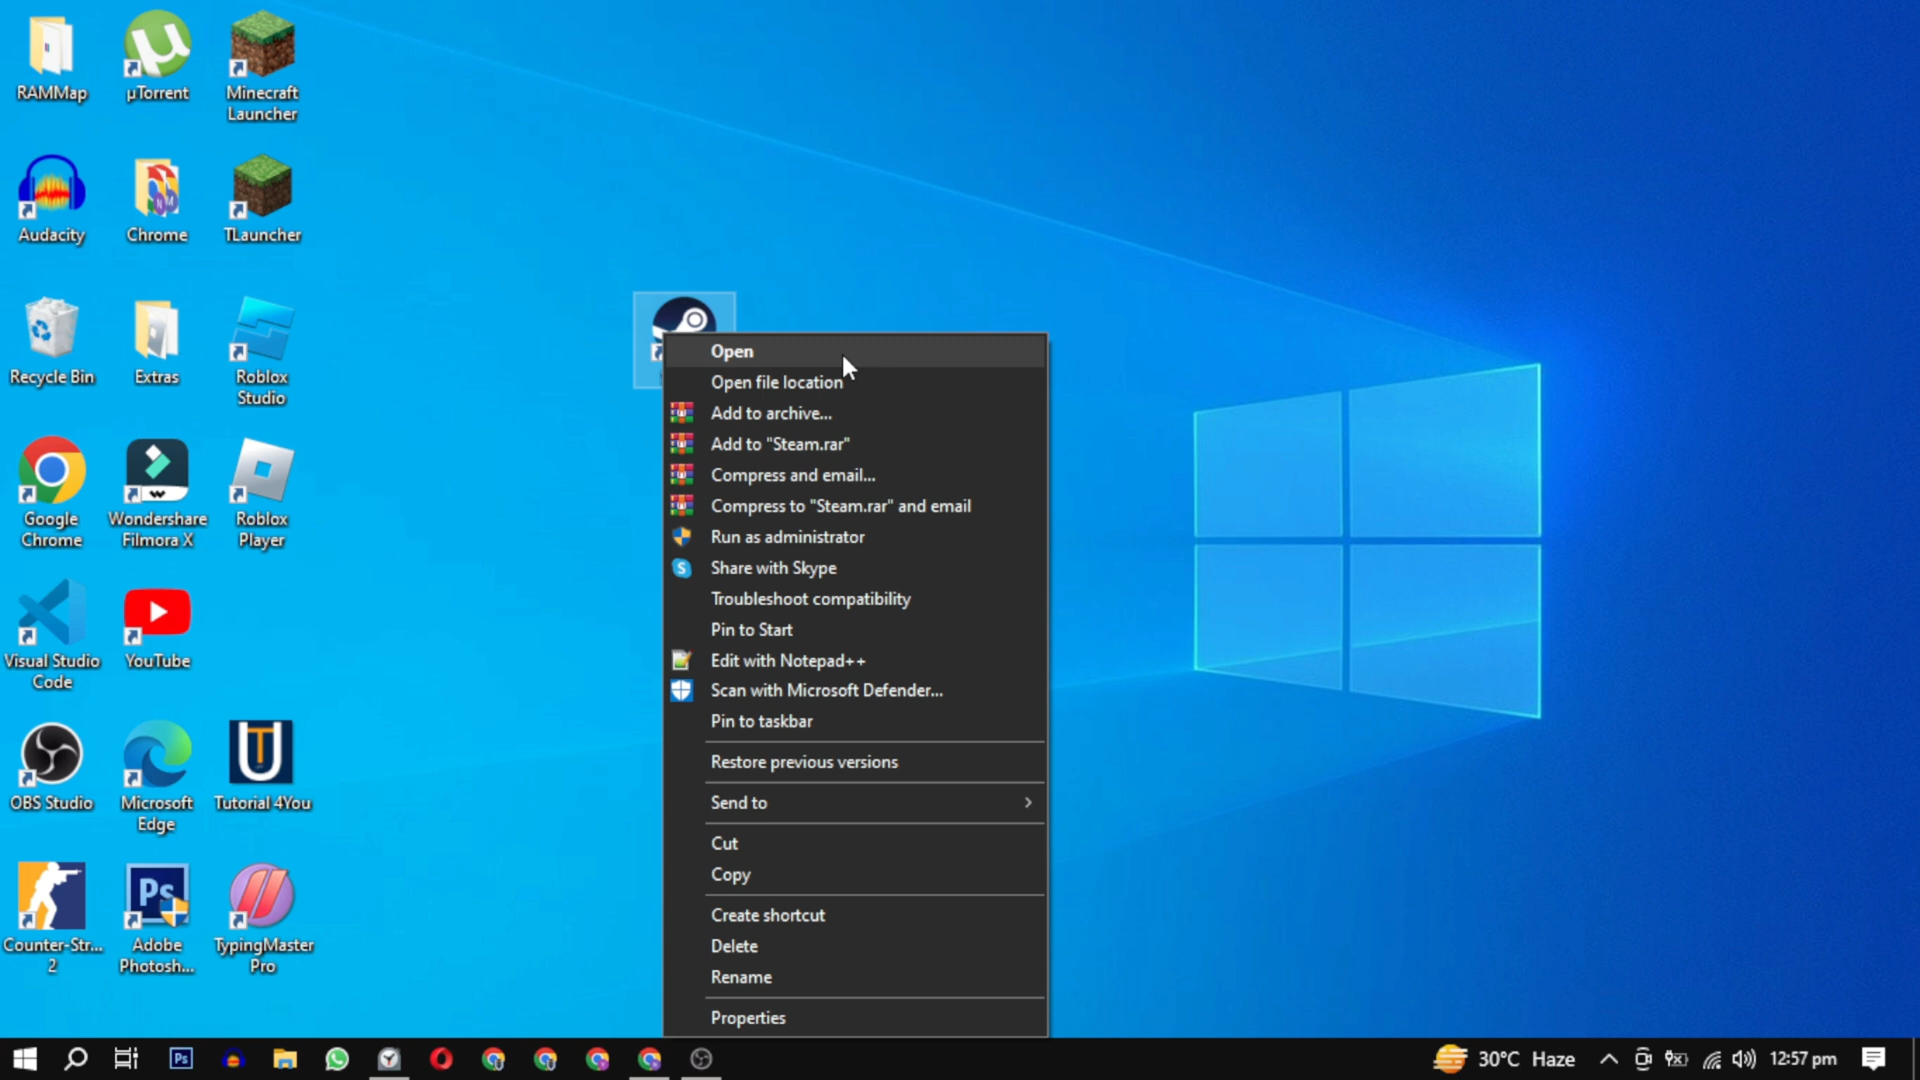 RAMMap
µTorrent
Minecraft
Launcher
Audacity
Chrome
TLauncher
Recycle Bin
Extras
Roblox
Studio
Google
Chrome
Wondershare
Filmora X
Roblox
Player
Visual Studio
Code
YouTube
OBS Studio
Microsoft
Edge
Tutorial 4You
Counter-Str...
2
Ps
Adobe
Photosh...
TypingMaster
Pro
Open
Open file location
Add to archive...
Add to "Steam.rar"
Compress and email...
Compress to "Steam.rar" and email
Run as administrator
Share with Skype
Troubleshoot compatibility
Pin to Start
Edit with Notepad++
Scan with Microsoft Defender...
Pin to taskbar
Restore previous versions
Send to
Cut
Copy
Create shortcut
Delete
Rename
Properties
Ps
30°C Haze
12:57 pm